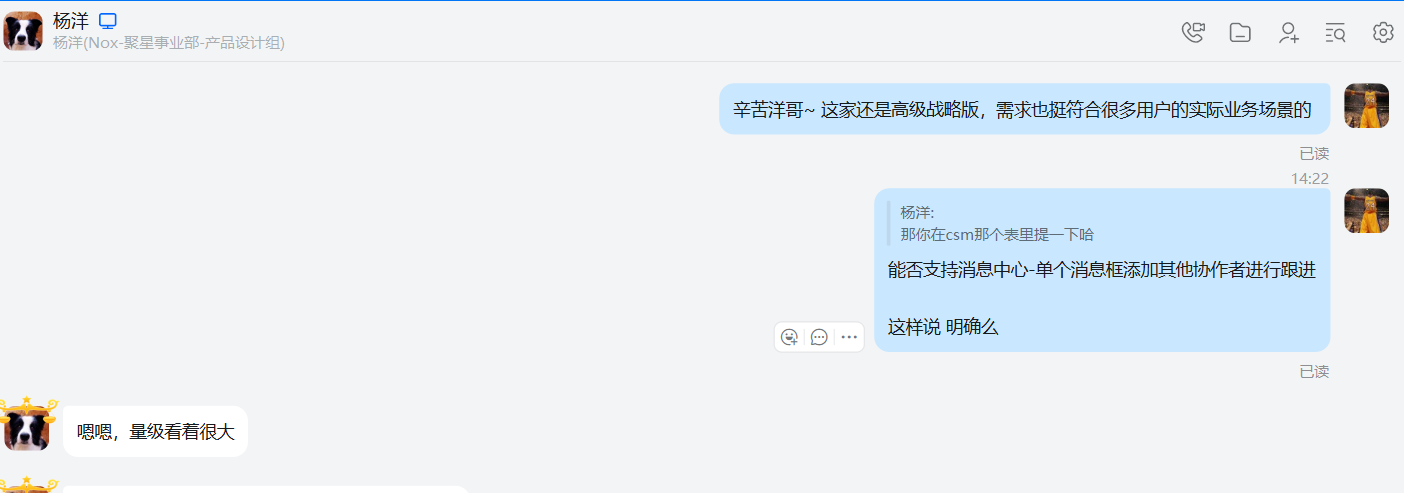 杨洋
杨洋(Nox-聚星事业部-产品设计组)
辛苦洋哥~ 这家还是高级战略版，需求也挺符合很多用户的实际业务场景的
已读
14:22
杨洋:
那你在csm那个表里提一下哈
能否支持消息中心-单个消息框添加其他协作者进行跟进
这样说 明确么
已读
嗯嗯，量级看着很大